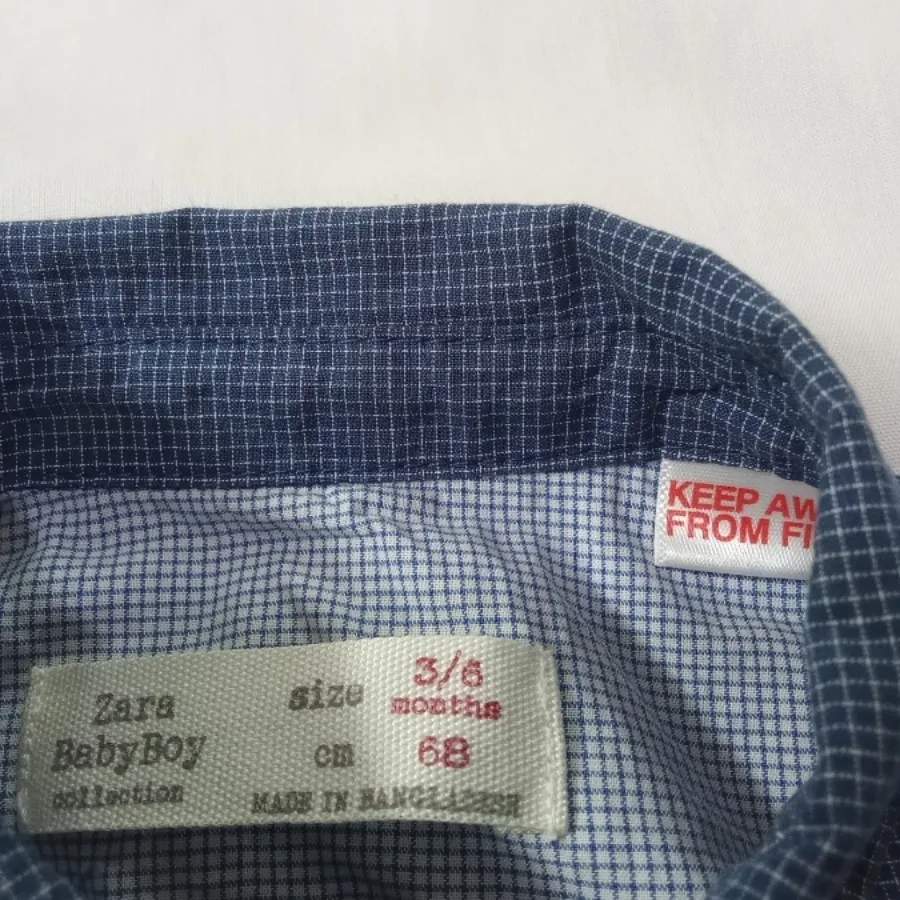 KEEP AW
FROM FI
Zara size 3/6
months
BabyBoy cm 68
collection MADE IN BANGLADESH